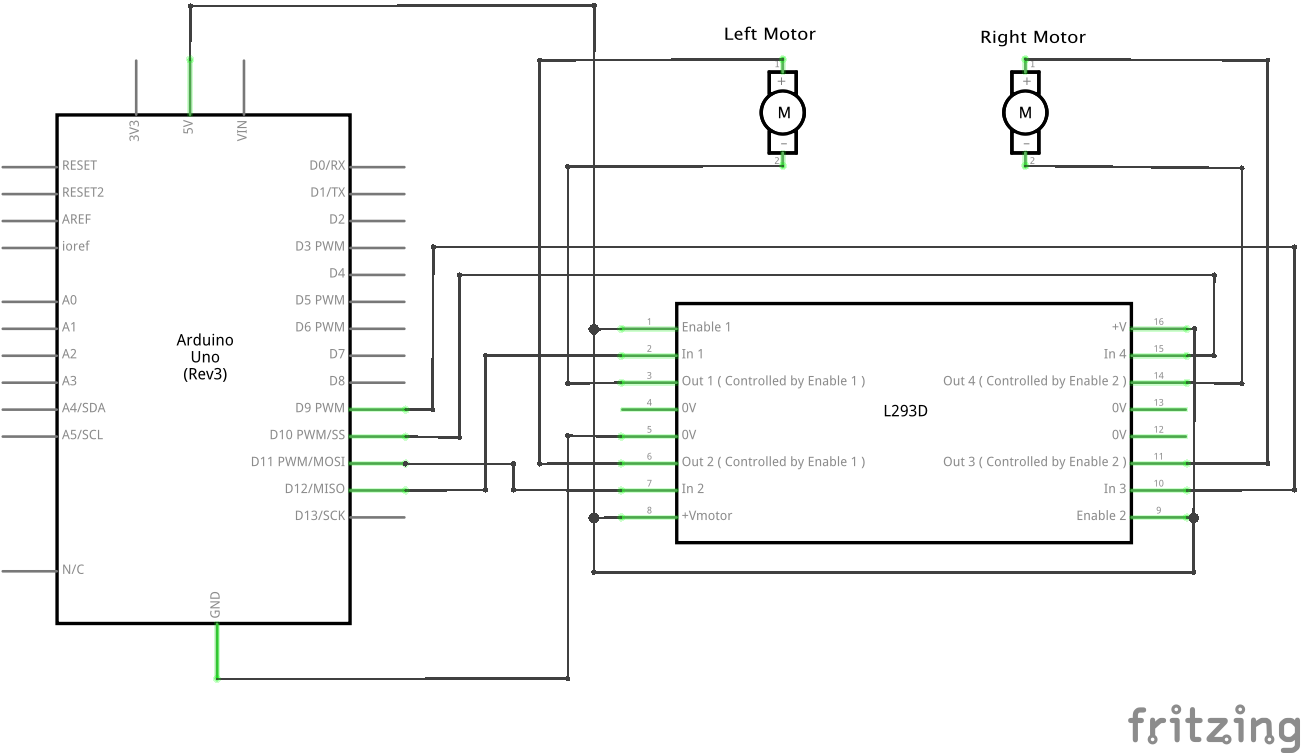 Left Motor
Right Motor
1
+
M
-
2
1
+
M
-
2
3V3
5V
VIN
RESET
RESET2
AREF
ioref
A0
A1
A2
A3
A4/SDA
A5/SCL
N/C
Arduino
Uno
(Rev3)
D0/RX
D1/TX
D2
D3 PWM
D4
D5 PWM
D6 PWM
D7
D8
D9 PWM
D10 PWM/SS
D11 PWM/MOSI
D12/MISO
D13/SCK
GND
1 Enable 1
2 In 1
3 Out 1 ( Controlled by Enable 1 )
4 0V
5 0V
6 Out 2 ( Controlled by Enable 1 )
7 In 2
8 +Vmotor
L293D
+V 16
In 4 15
Out 4 ( Controlled by Enable 2 ) 14
0V 13
0V 12
Out 3 ( Controlled by Enable 2 ) 11
In 3 10
Enable 2 9
fritzing